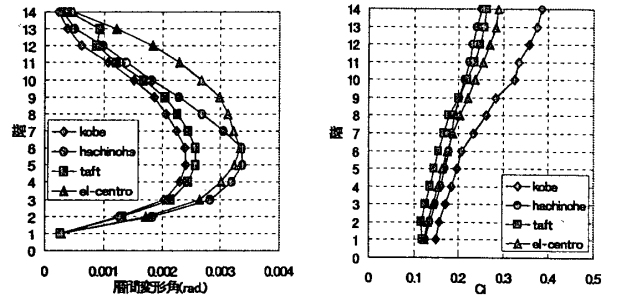 14
13
12
11
10
9
8
7
6
5
4
3
2
1
0
階
kobe
hachinohe
taft
el-centro
0 0.001 0.002 0.003 0.004
層間変形角(rad.)
14
13
12
11
10
9
8
7
6
5
4
3
2
1
0
階
kobe
hachinohe
taft
el-centro
0 0.1 0.2 0.3 0.4 0.5
Ci